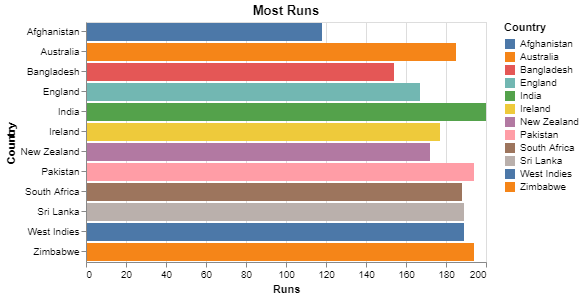 Most Runs
Country
Afghanistan
Australia
Bangladesh
England
India
Ireland
New Zealand
Pakistan
South Africa
Sri Lanka
West Indies
Zimbabwe
0 20 40 60 80 100 120 140 160 180 200
Runs
Country
Afghanistan
Australia
Bangladesh
England
India
Ireland
New Zealand
Pakistan
South Africa
Sri Lanka
West Indies
Zimbabwe